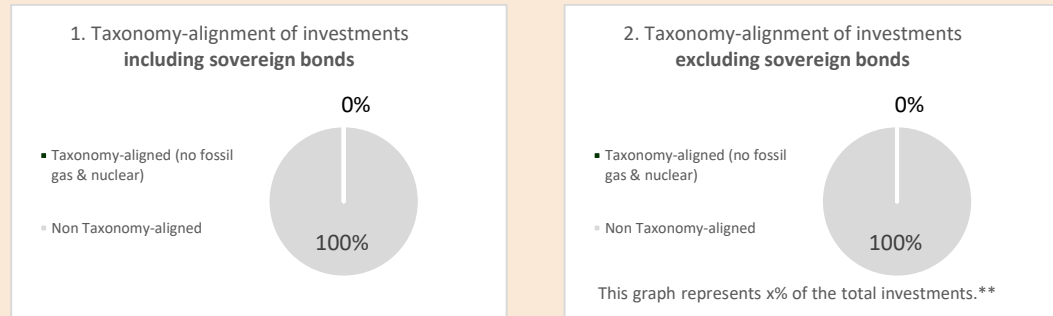 1. Taxonomy-alignment of investments
including sovereign bonds
0%
▪ Taxonomy-aligned (no fossil
gas & nuclear)
▪ Non Taxonomy-aligned
100%
2. Taxonomy-alignment of investments
excluding sovereign bonds
0%
▪ Taxonomy-aligned (no fossil
gas & nuclear)
▪ Non Taxonomy-aligned
100%
This graph represents x% of the total investments.**